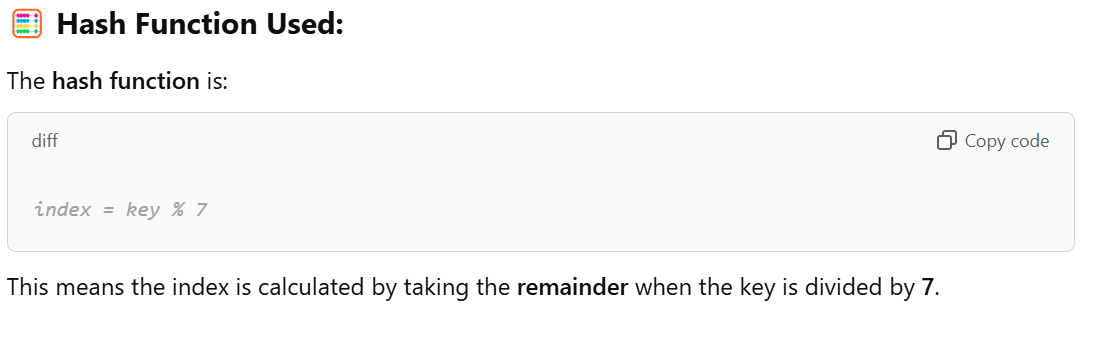 Hash Function Used:
The hash function is:
diff
Copy code
index = key % 7
This means the index is calculated by taking the remainder when the key is divided by 7.